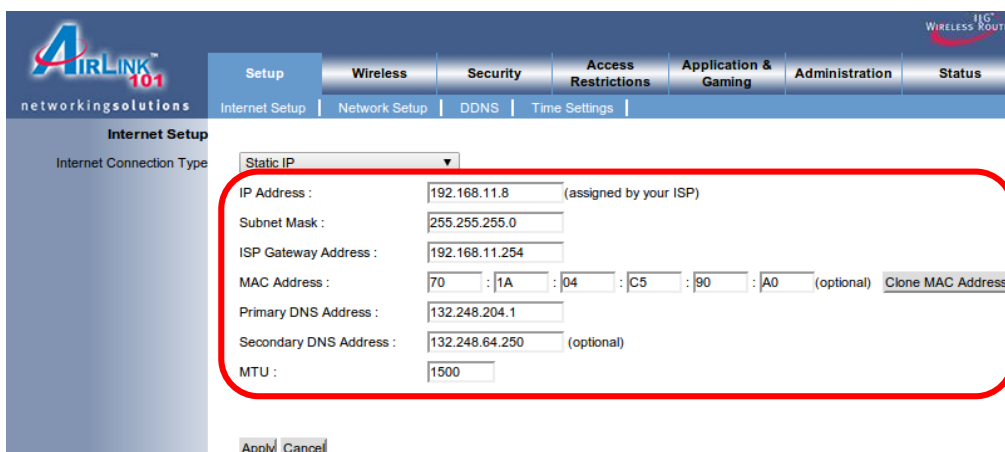 11G
WIRELESS ROUT
AIRLINK™
101
networkingsolutions
Setup
Wireless
Security
Access Restrictions
Application & Gaming
Administration
Status
Internet Setup
Network Setup
DDNS
Time Settings
Internet Setup
Internet Connection Type Static IP
IP Address : 192.168.11.8 (assigned by your ISP)
Subnet Mask : 255.255.255.0
ISP Gateway Address : 192.168.11.254
MAC Address : 70 : 1A : 04 : C5 : 90 : A0 (optional) Clone MAC Address
Primary DNS Address : 132.248.204.1
Secondary DNS Address : 132.248.64.250 (optional)
MTU : 1500
Apply Cancel